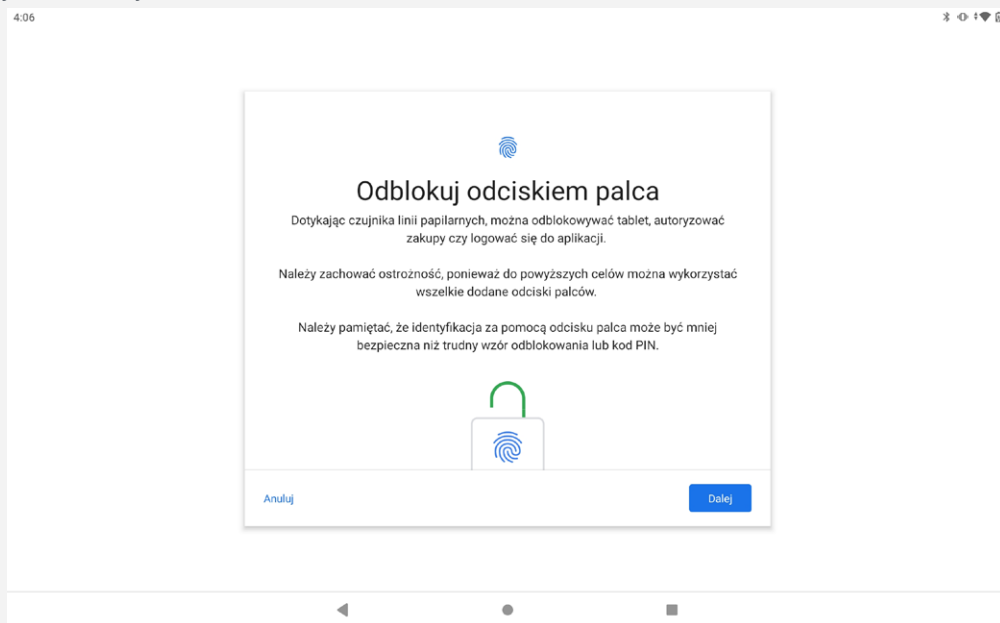 4:06
Odblokuj odciskiem palca
Dotykając czujnika linii papilarnych, można odblokowywać tablet, autoryzować
zakupy czy logować się do aplikacji.
Należy zachować ostrożność, ponieważ do powyższych celów można wykorzystać
wszelkie dodane odciski palców.
Należy pamiętać, że identyfikacja za pomocą odcisku palca może być mniej
bezpieczna niż trudny wzór odblokowania lub kod PIN.
Anuluj
Dalej